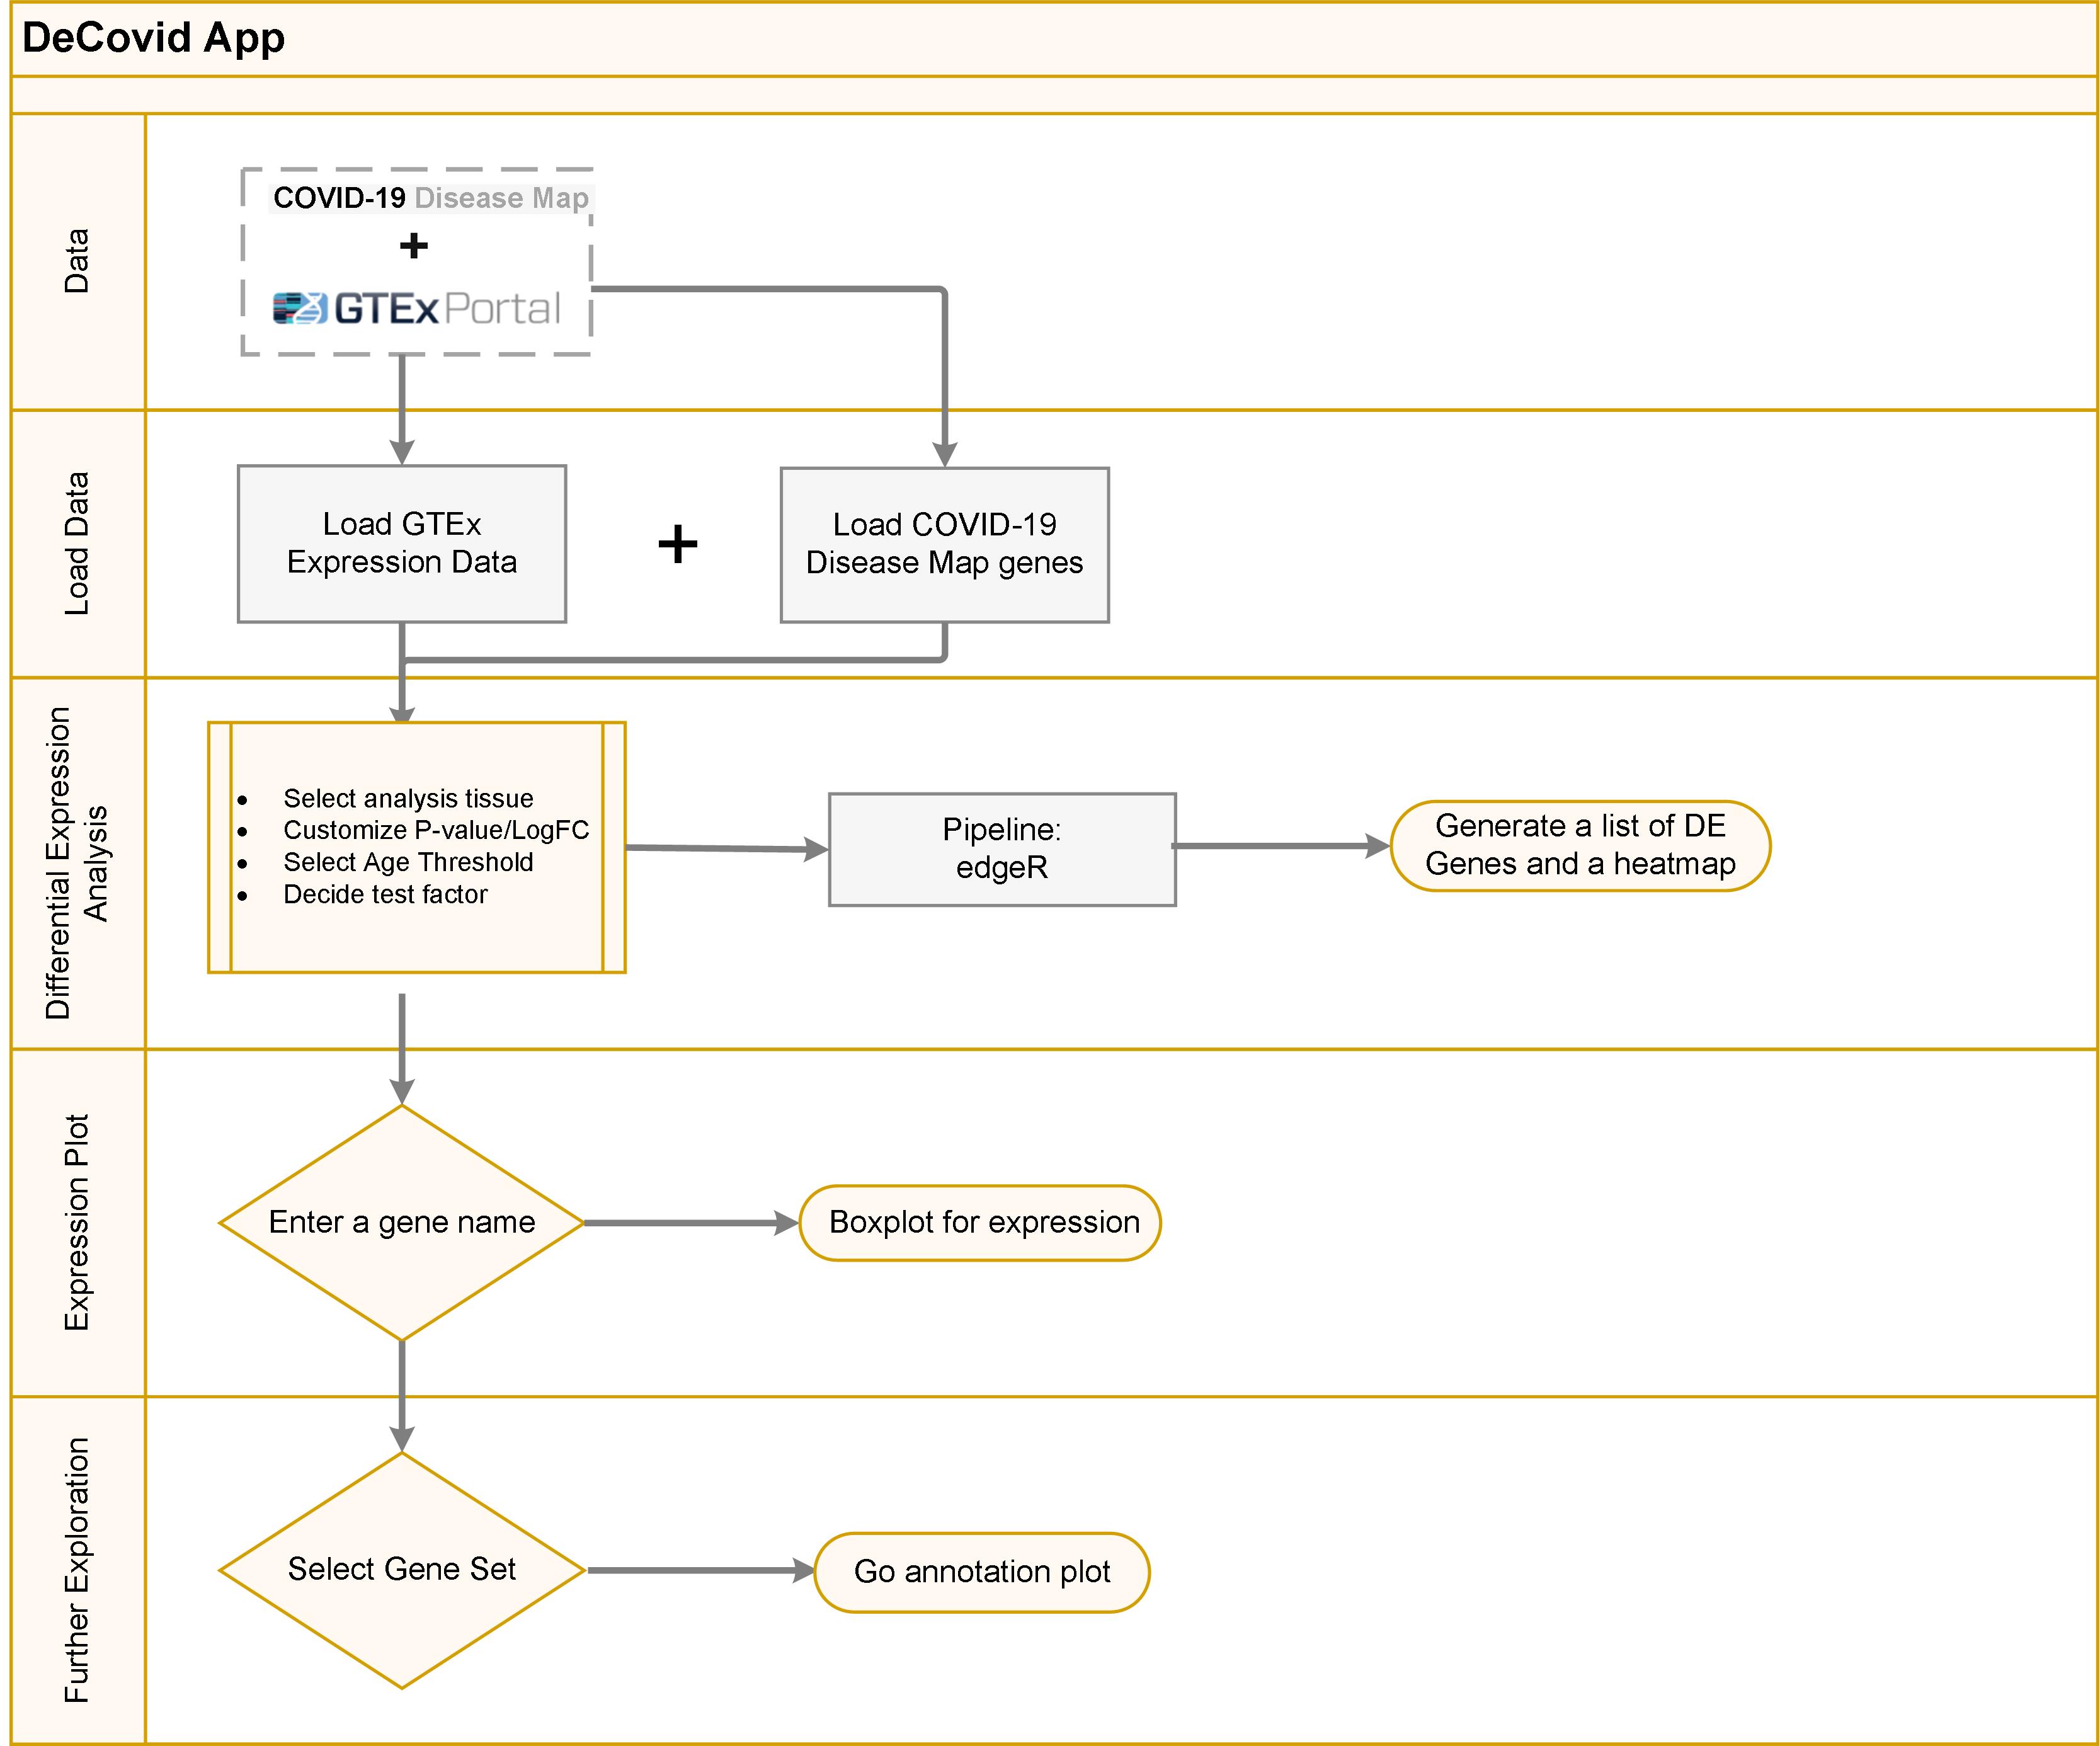 DeCovid App
Data
COVID-19 Disease Map
+
GTEx Portal
Load Data
Load GTEx
Expression Data
+
Load COVID-19
Disease Map genes
Differential Expression
Analysis
• Select analysis tissue
• Customize P-value/LogFC
• Select Age Threshold
• Decide test factor
Pipeline:
edgeR
Generate a list of DE
Genes and a heatmap
Expression Plot
Enter a gene name
Boxplot for expression
Further Exploration
Select Gene Set
Go annotation plot